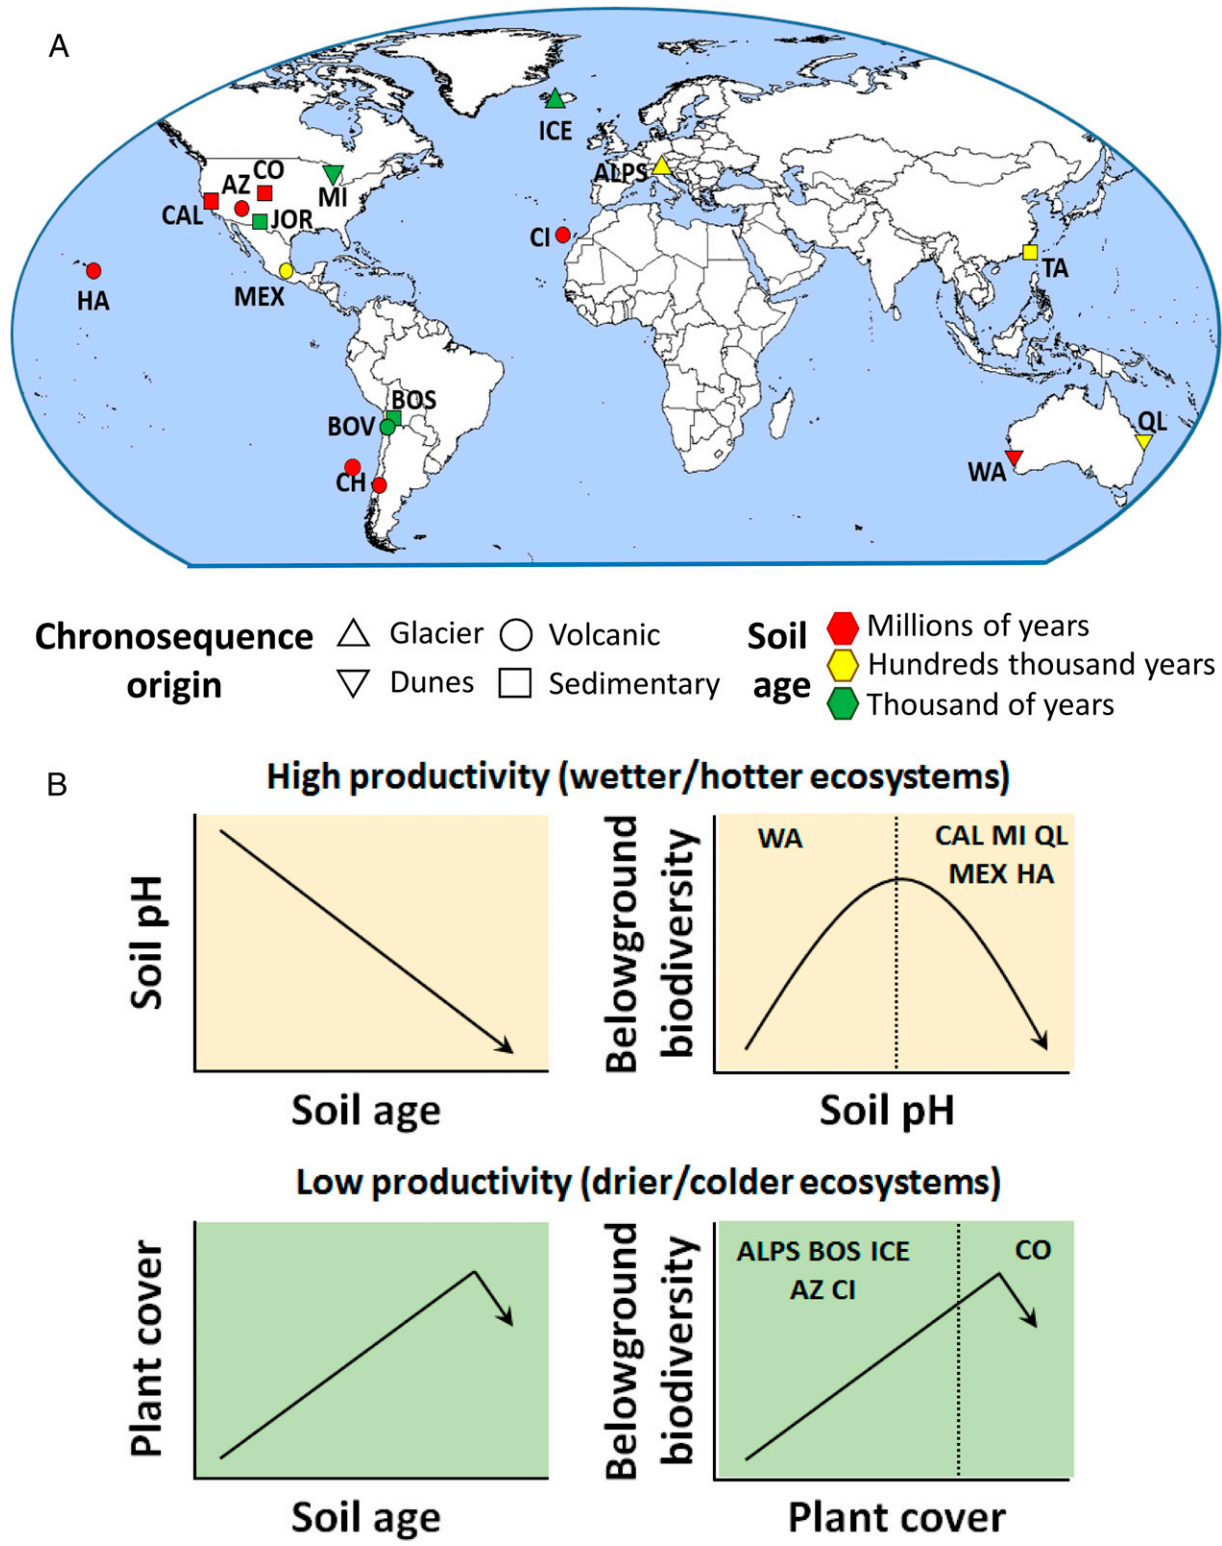 A
ICE
ALPS
CO
AZ
MI
CAL
JOR
CI
TA
HA
MEX
BOS
BOV
QL
WA
CH
Chronosequence origin
Glacier
Volcanic
Dunes
Sedimentary
Soil age
Millions of years
Hundreds thousand years
Thousand of years
B
High productivity (wetter/hotter ecosystems)
Soil pH
Soil age
Belowground
biodiversity
WA
CAL MI QL
MEX HA
Soil pH
Low productivity (drier/colder ecosystems)
Plant cover
Soil age
Belowground
biodiversity
ALPS BOS ICE
AZ CI
CO
Plant cover